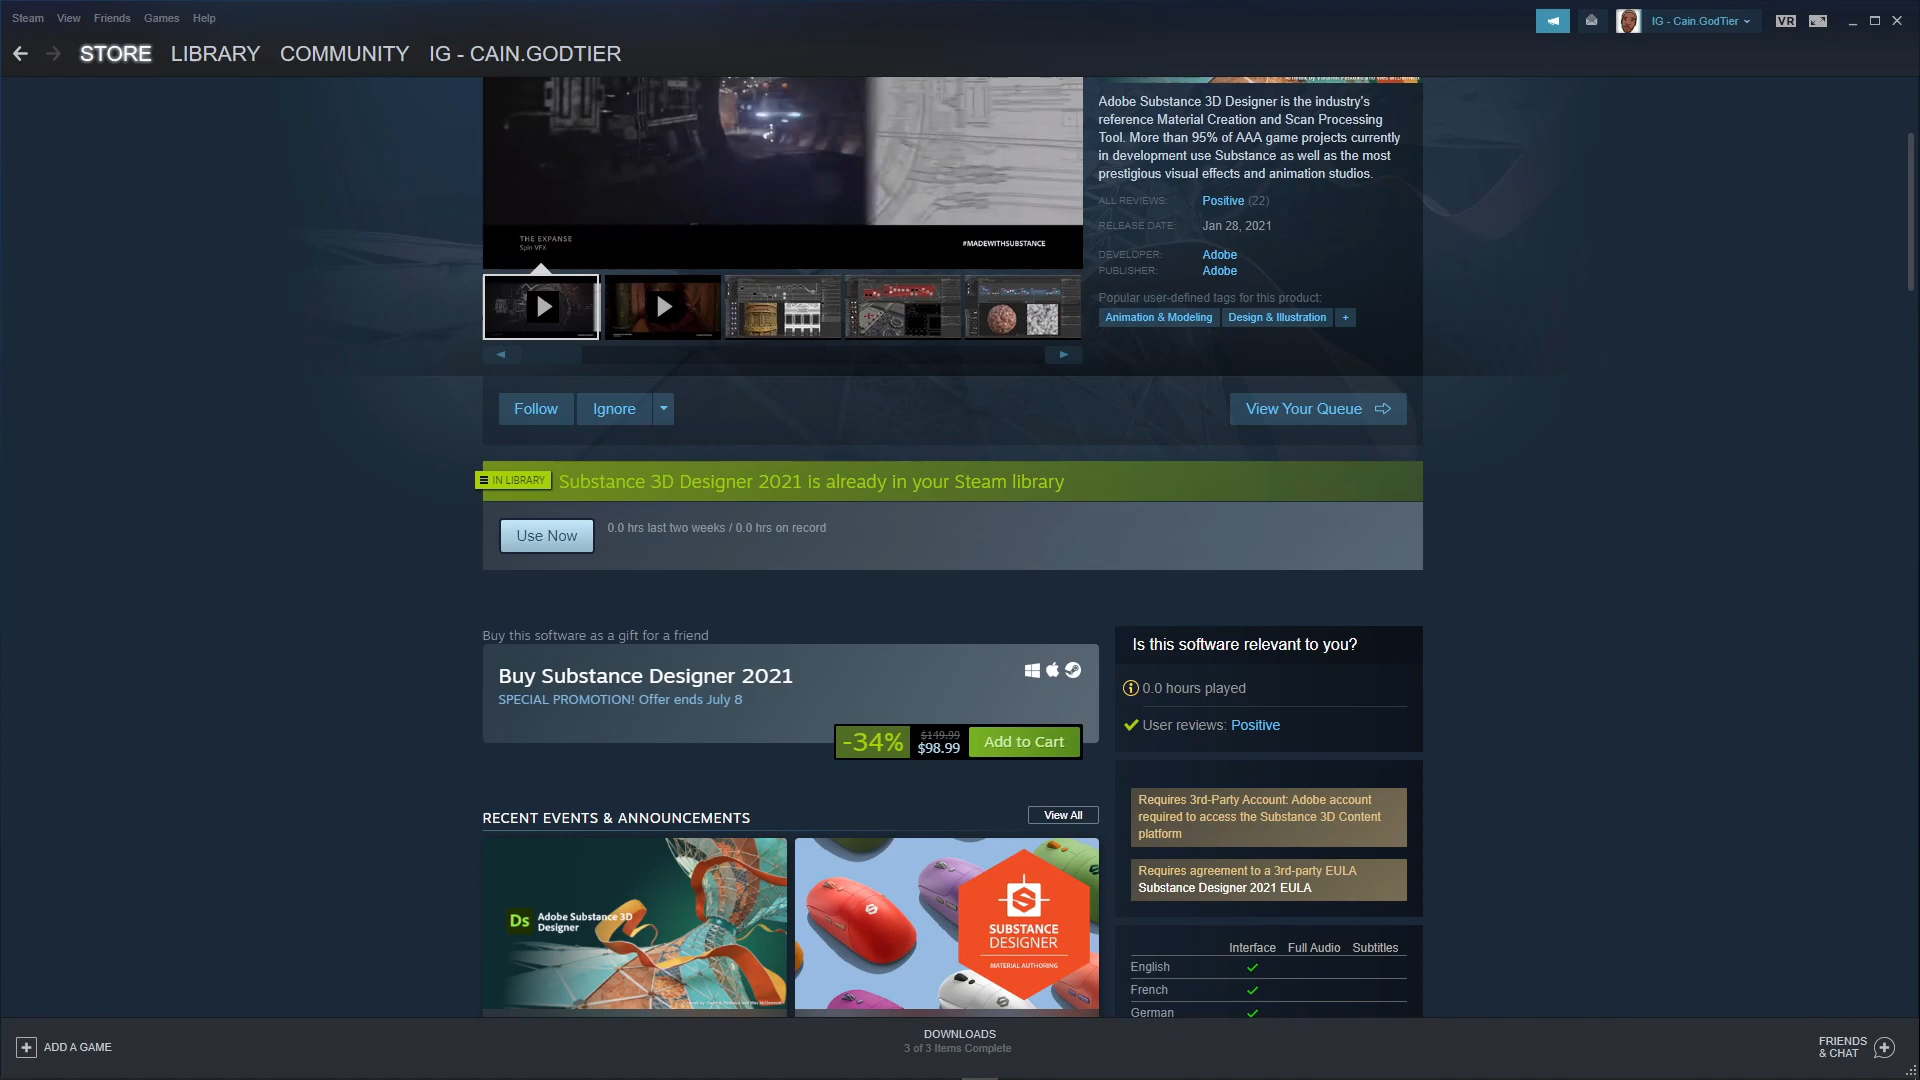 Steam View Friends Games Help
IG - Cain.GodTier
VR
STORE LIBRARY COMMUNITY IG - CAIN.GODTIER
Adobe Substance 3D Designer is the industry's
reference Material Creation and Scan Processing
Tool. More than 95% of AAA game projects currently
in development use Substance as well as the most
prestigious visual effects and animation studios.
ALL REVIEWS: Positive (22)
RELEASE DATE: Jan 28, 2021
DEVELOPER: Adobe
PUBLISHER: Adobe
Popular user-defined tags for this product:
Animation & Modeling Design & Illustration +
THE EXPANSE
Spin VFX
#MADEWITHSUBSTANCE
Follow Ignore View Your Queue
IN LIBRARY Substance 3D Designer 2021 is already in your Steam library
Use Now 0.0 hrs last two weeks / 0.0 hrs on record
Buy this software as a gift for a friend
Buy Substance Designer 2021
SPECIAL PROMOTION! Offer ends July 8
-34% $149.99 $98.99 Add to Cart
Is this software relevant to you?
0.0 hours played
User reviews: Positive
Requires 3rd-Party Account: Adobe account
required to access the Substance 3D Content
platform
Requires agreement to a 3rd-party EULA
Substance Designer 2021 EULA
RECENT EVENTS & ANNOUNCEMENTS View All
Ds Adobe Substance 3D
Designer
SUBSTANCE
DESIGNER
MATERIAL AUTHORING
Interface Full Audio Subtitles
English
French
German
ADD A GAME
DOWNLOADS
3 of 3 Items Complete
FRIENDS
& CHAT